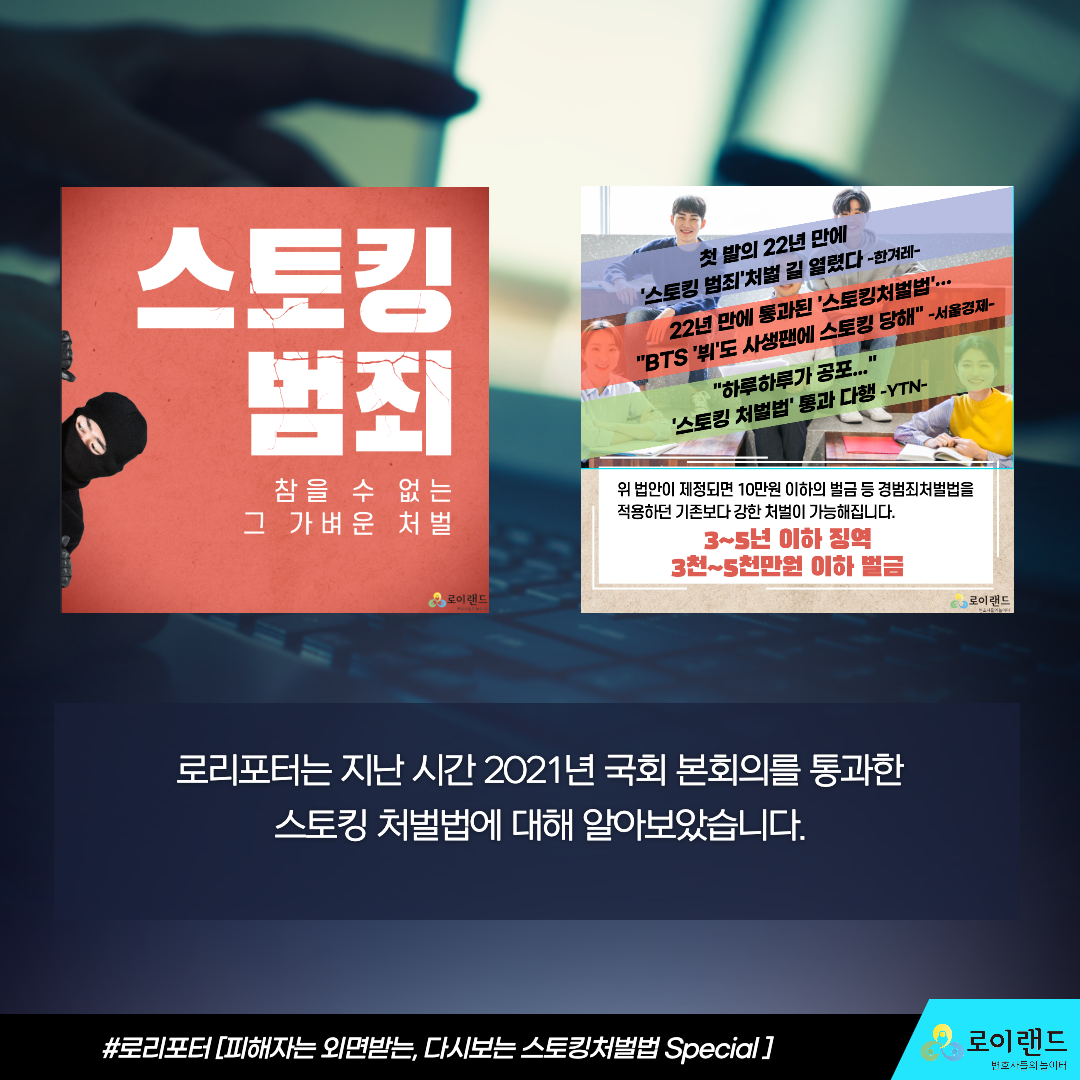 스토킹
범죄
참을 수 없는
그 가벼운 처벌
로이랜드
첫 발의 22년 만에
'스토킹 범죄'처벌 길 열렸다 -한겨레-
22년 만에 통과된 '스토킹처벌법'...
"BTS '뷔'도 사생팬에 스토킹 당해" -서울경제-
"하루하루가 공포..."
'스토킹 처벌법' 통과 다행 -YTN-
위 법안이 제정되면 10만원 이하의 벌금 등 경범죄처벌법을
적용하던 기존보다 강한 처벌이 가능해집니다.
3~5년 이하 징역
3천~5천만원 이하 벌금
로이랜드
변호사들의 놀이터
로리포터는 지난 시간 2021년 국회 본회의를 통과한
스토킹 처벌법에 대해 알아보았습니다.
#로리포터 [피해자는 외면받는, 다시보는 스토킹처벌법 Special ]
로이랜드
변호사들의 놀이터